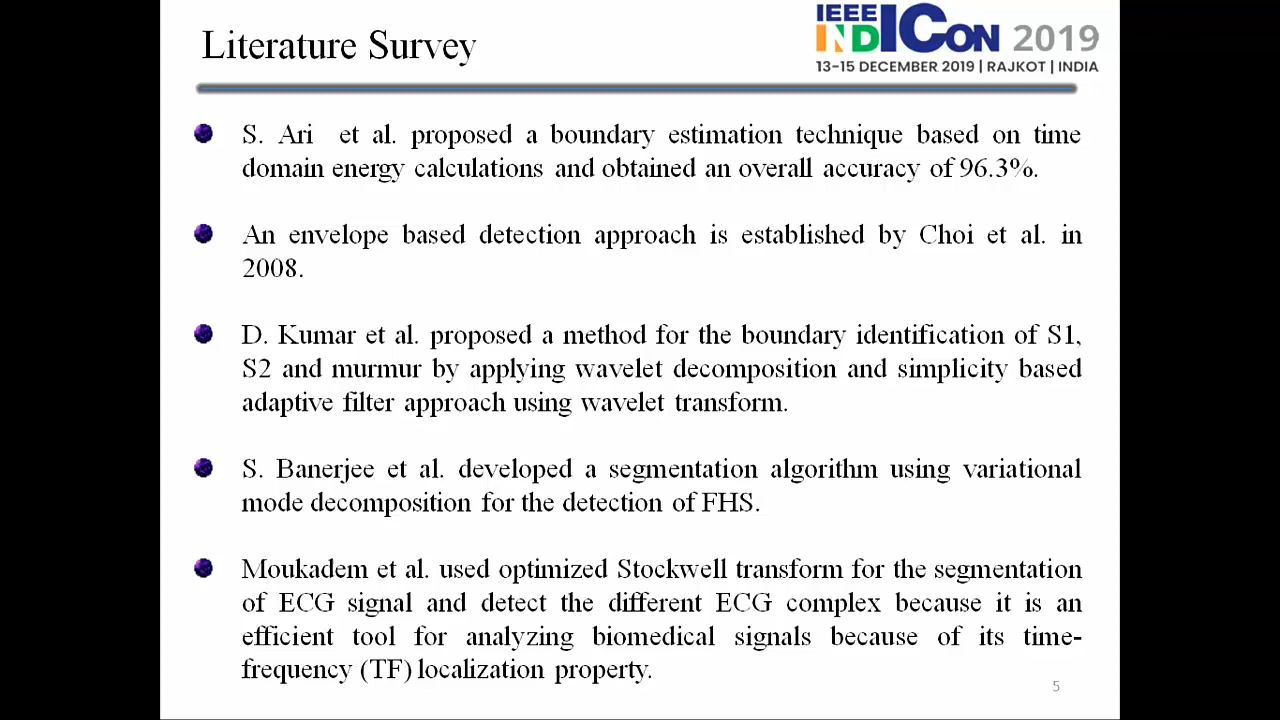 Literature Survey
IEEE
INDICON 2019
13-15 DECEMBER 2019 | RAJKOT | INDIA
S. Ari et al. proposed a boundary estimation technique based on time
domain energy calculations and obtained an overall accuracy of 96.3%.
An envelope based detection approach is established by Choi et al. in
2008.
D. Kumar et al. proposed a method for the boundary identification of S1,
S2 and murmur by applying wavelet decomposition and simplicity based
adaptive filter approach using wavelet transform.
S. Banerjee et al. developed a segmentation algorithm using variational
mode decomposition for the detection of FHS.
Moukadem et al. used optimized Stockwell transform for the segmentation
of ECG signal and detect the different ECG complex because it is an
efficient tool for analyzing biomedical signals because of its time-
frequency (TF) localization property.
5